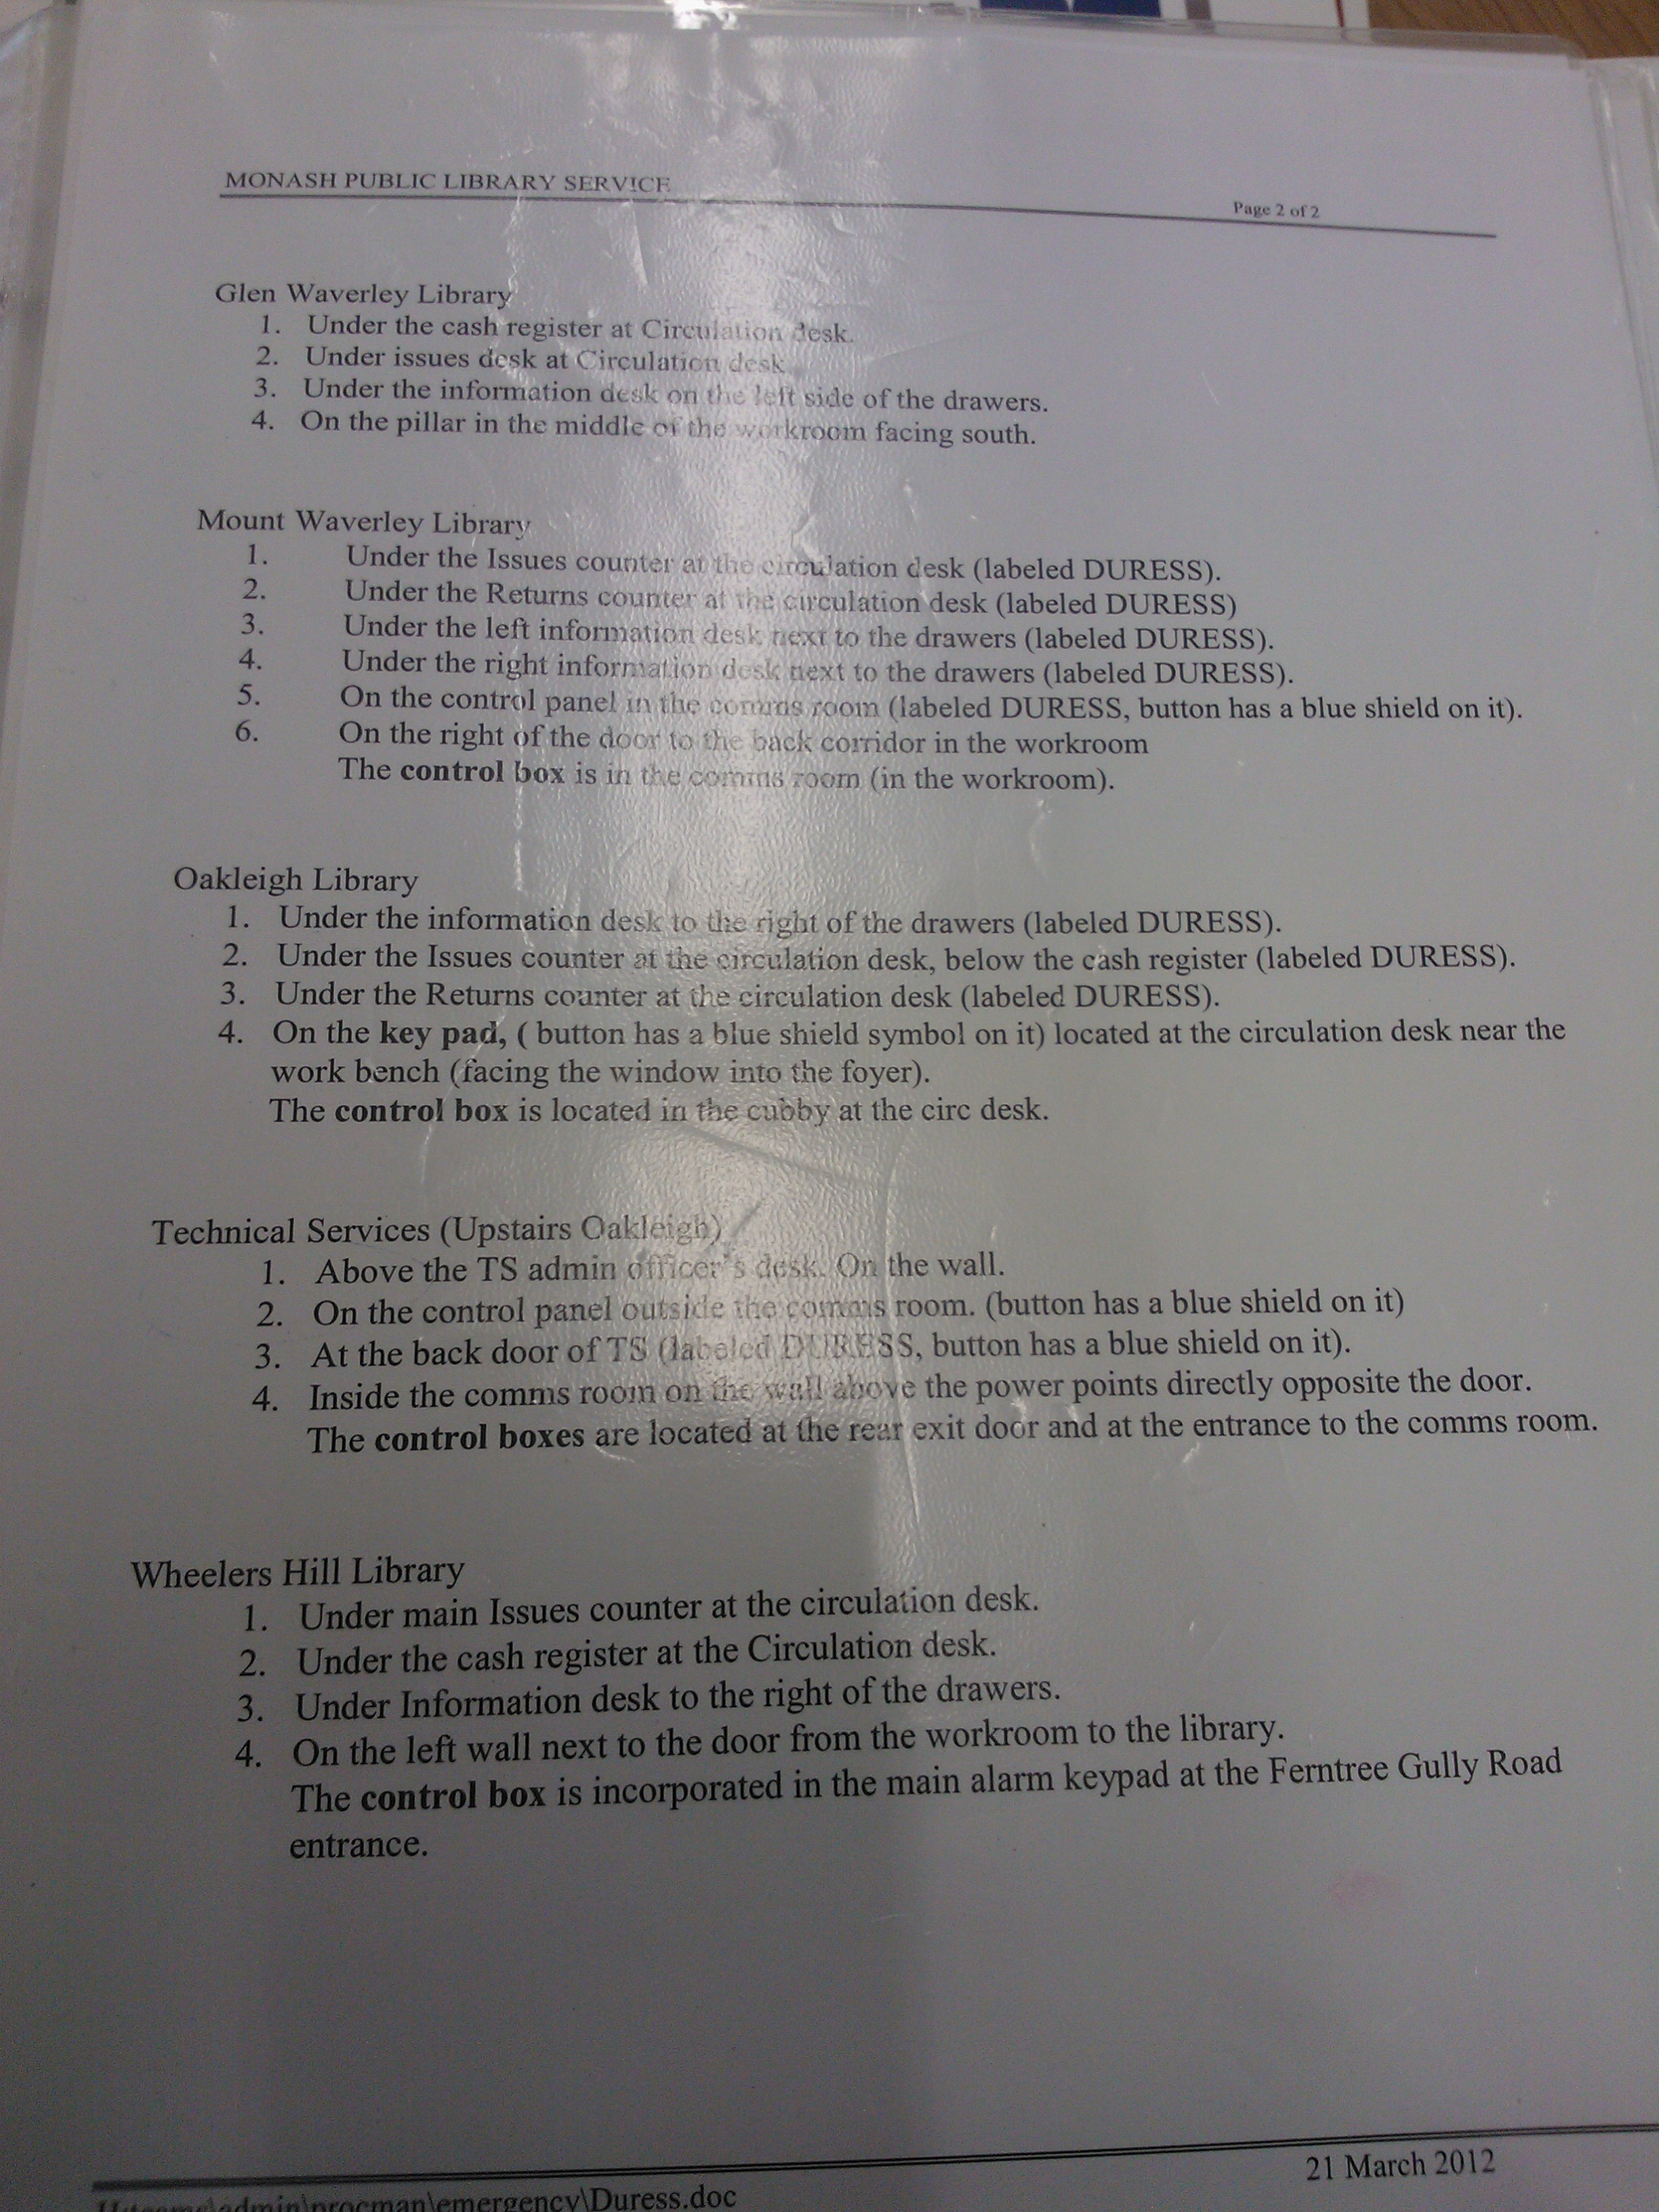 MONASH PUBLIC LIBRARY SERVICE
Page 2 of 2
Glen Waverley Library
1. Under the cash register at Circulation desk.
2. Under issues desk at Circulation desk
3. Under the information desk on the left side of the drawers.
4. On the pillar in the middle of the workroom facing south.
Mount Waverley Library
1. Under the Issues counter at the circulation desk (labeled DURESS).
2. Under the Returns counter at the circulation desk (labeled DURESS)
3. Under the left information desk next to the drawers (labeled DURESS).
4. Under the right information desk next to the drawers (labeled DURESS).
5. On the control panel in the comms room (labeled DURESS, button has a blue shield on it).
6. On the right of the door to the back corridor in the workroom
The control box is in the comms room (in the workroom).
Oakleigh Library
1. Under the information desk to the right of the drawers (labeled DURESS).
2. Under the Issues counter at the circulation desk, below the cash register (labeled DURESS).
3. Under the Returns counter at the circulation desk (labeled DURESS).
4. On the key pad, ( button has a blue shield symbol on it) located at the circulation desk near the
work bench (facing the window into the foyer).
The control box is located in the cubby at the circ desk.
Technical Services (Upstairs Oakleigh)
1. Above the TS admin officer's desk. On the wall.
2. On the control panel outside the comms room. (button has a blue shield on it)
3. At the back door of TS (labeled DURESS, button has a blue shield on it).
4. Inside the comms room on the wall above the power points directly opposite the door.
The control boxes are located at the rear exit door and at the entrance to the comms room.
Wheelers Hill Library
1. Under main Issues counter at the circulation desk.
2. Under the cash register at the Circulation desk.
3. Under Information desk to the right of the drawers.
4. On the left wall next to the door from the workroom to the library.
The control box is incorporated in the main alarm keypad at the Ferntree Gully Road
entrance.
21 March 2012
\admin\procman\emergency\Duress.doc